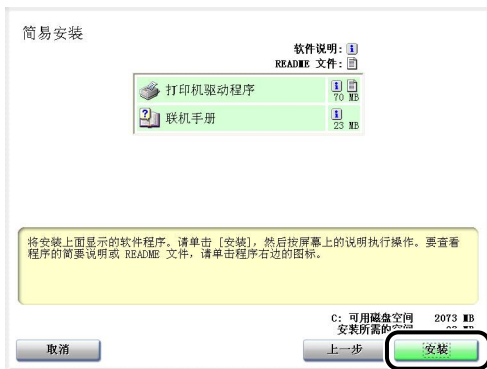 简易安装
软件说明:
README 文件:
打印机驱动程序
70 MB
联机手册
23 MB
将安装上面显示的软件程序。请单击 [安装],然后按屏幕上的说明执行操作。要查看
程序的简要说明或 README 文件,请单击程序右边的图标。
C: 可用磁盘空间 2073 MB
安装所需的空间
取消
上一步
安装